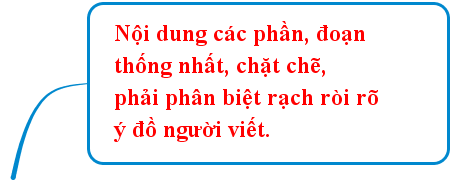 Nội dung các phần, đoạn
thống nhất, chặt chẽ,
phải phân biệt rạch ròi rõ
ý đồ người viết.